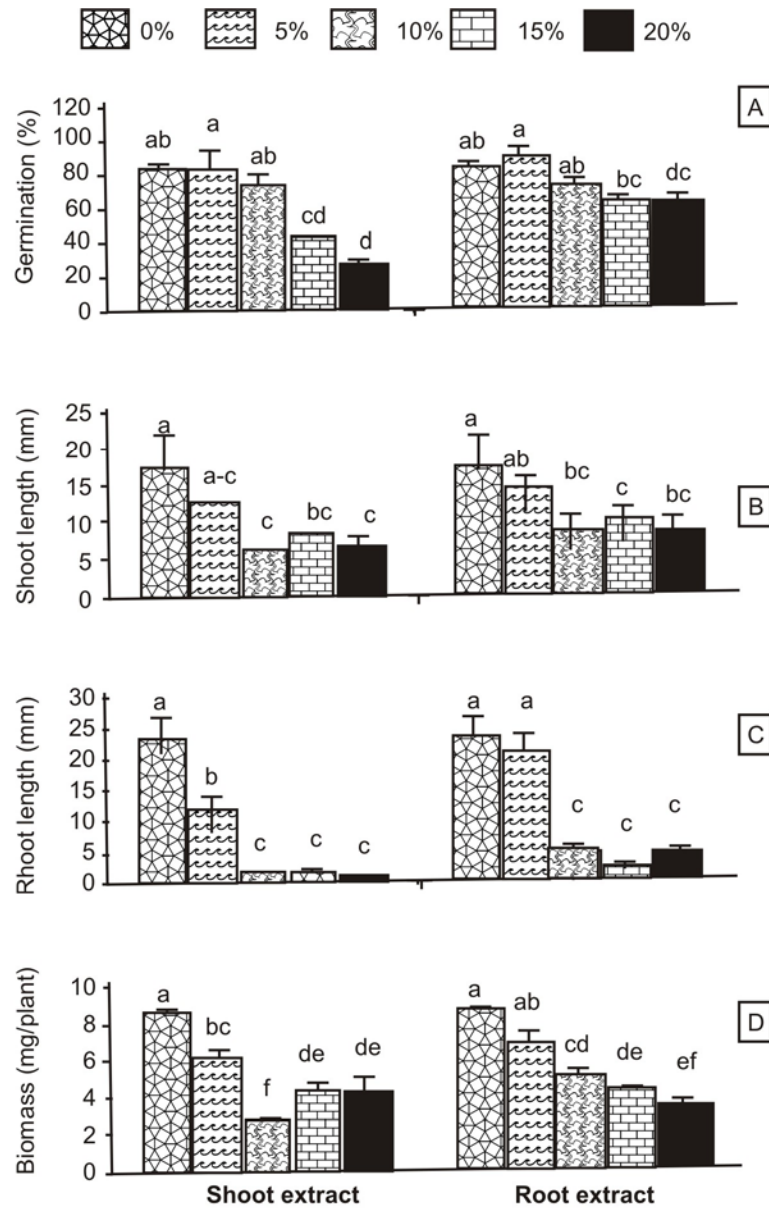 0% 5% 10% 15% 20%
A
Germination (%)
120
100
80
60
40
20
0
ab a ab cd d
ab a ab bc dc
B
Shoot length (mm)
25
20
15
10
5
0
a a-c c bc c
a ab bc c bc
C
Rhoot length (mm)
30
25
20
15
10
5
0
a b c c c
a a c c c
D
Biomass (mg/plant)
10
8
6
4
2
0
a bc f de de
a ab cd de ef
Shoot extract Root extract